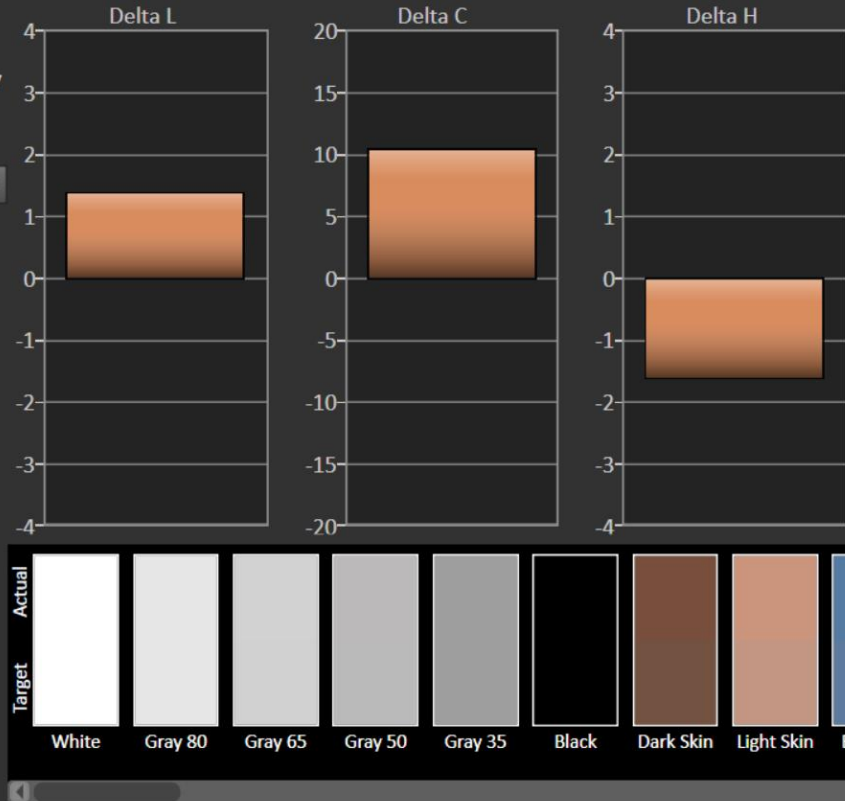 Delta L
4
3
2
1
0
-1
-2
-3
-4
Delta C
20
15
10
5
0
-5
-10
-15
-20
Delta H
4
3
2
1
0
-1
-2
-3
-4
Actual
Target
White
Gray 80
Gray 65
Gray 50
Gray 35
Black
Dark Skin
Light Skin